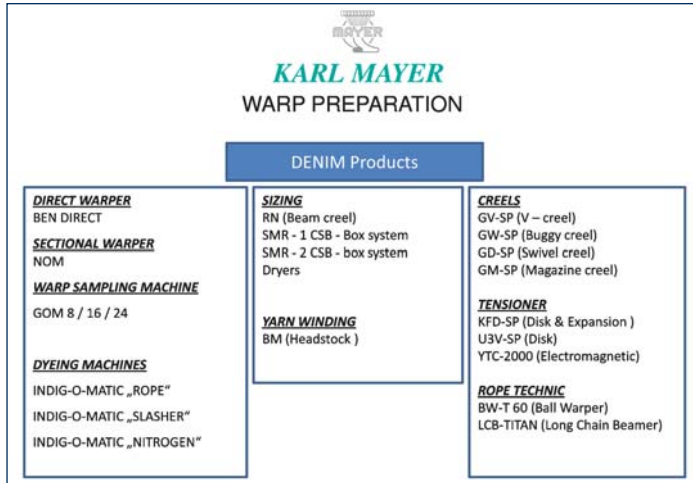 MAYER
KARL MAYER
WARP PREPARATION
DENIM Products
DIRECT WARPER
BEN DIRECT
SECTIONAL WARPER
NOM
WARP SAMPLING MACHINE
GOM 8 / 16 / 24
DYEING MACHINES
INDIG-O-MATIC „ROPE“
INDIG-O-MATIC „SLASHER“
INDIG-O-MATIC „NITROGEN“
SIZING
RN (Beam creel)
SMR - 1 CSB - Box system
SMR - 2 CSB - box system
Dryers
YARN WINDING
BM (Headstock )
CREELS
GV-SP (V – creel)
GW-SP (Buggy creel)
GD-SP (Swivel creel)
GM-SP (Magazine creel)
TENSIONER
KFD-SP (Disk & Expansion )
U3V-SP (Disk)
YTC-2000 (Electromagnetic)
ROPE TECHNIC
BW-T 60 (Ball Warper)
LCB-TITAN (Long Chain Beamer)